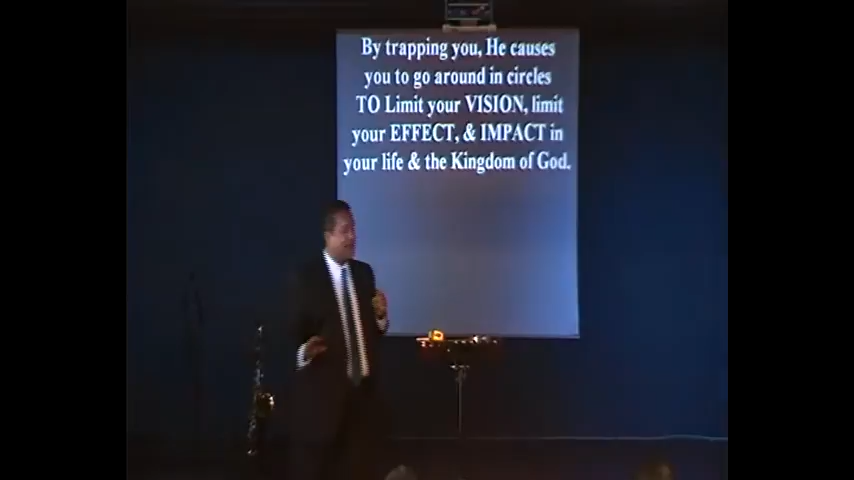 By trapping you, He causes
you to go around in circles
TO Limit your VISION, limit
your EFFECT, & IMPACT in
your life & the Kingdom of God.